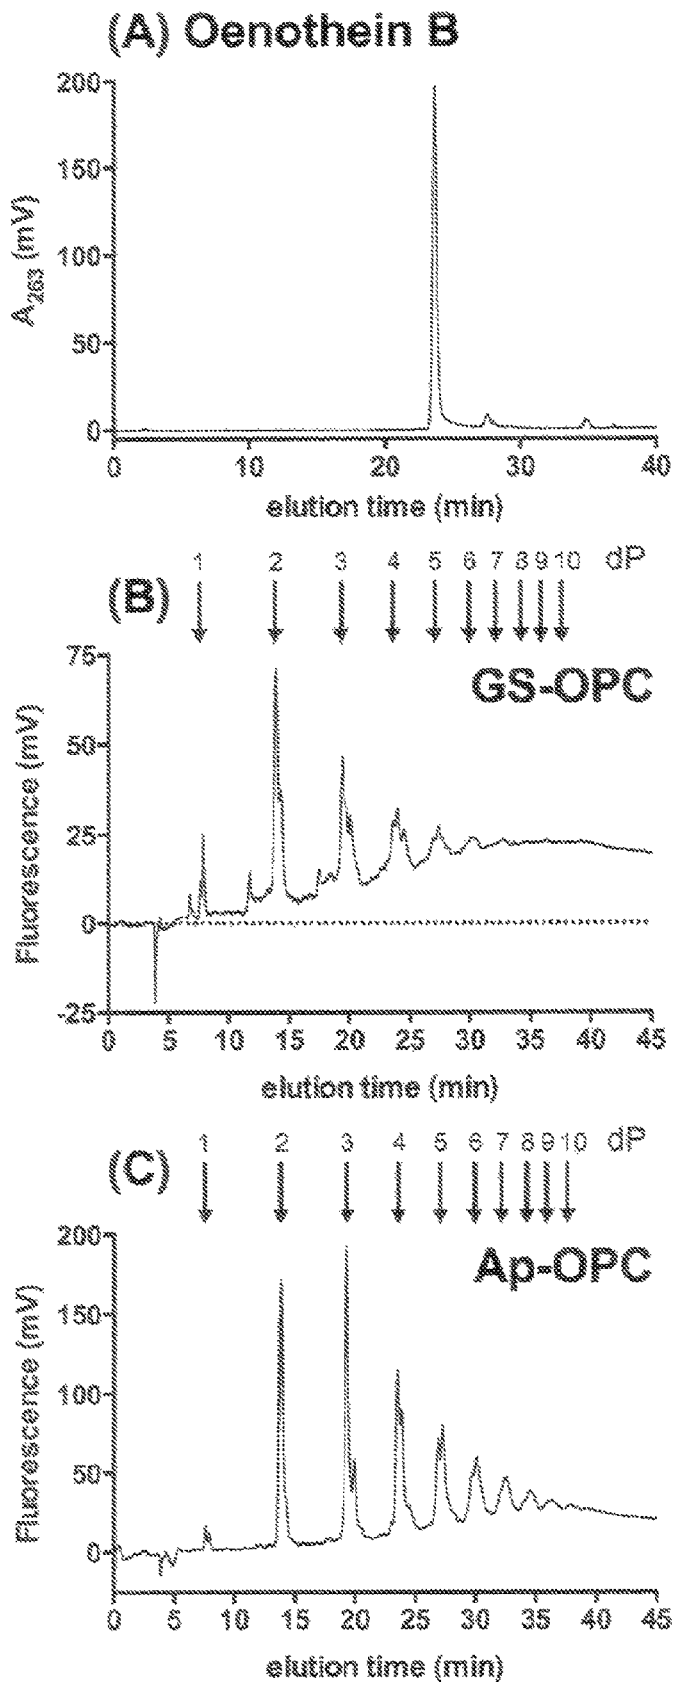 (A) Oenothein B
200
150
100
50
0
A263 (mV)
0 10 20 30 40
elution time (min)
1 2 3 4 5 6 7 8 9 10 dP
(B)
GS-OPC
75
50
25
0
-25
Fluorescence (mV)
0 5 10 15 20 25 30 35 40 45
elution time (min)
1 2 3 4 5 6 7 8 9 10 dP
(C)
Ap-OPC
200
150
100
50
0
Fluorescence (mV)
0 5 10 15 20 25 30 35 40 45
elution time (min)